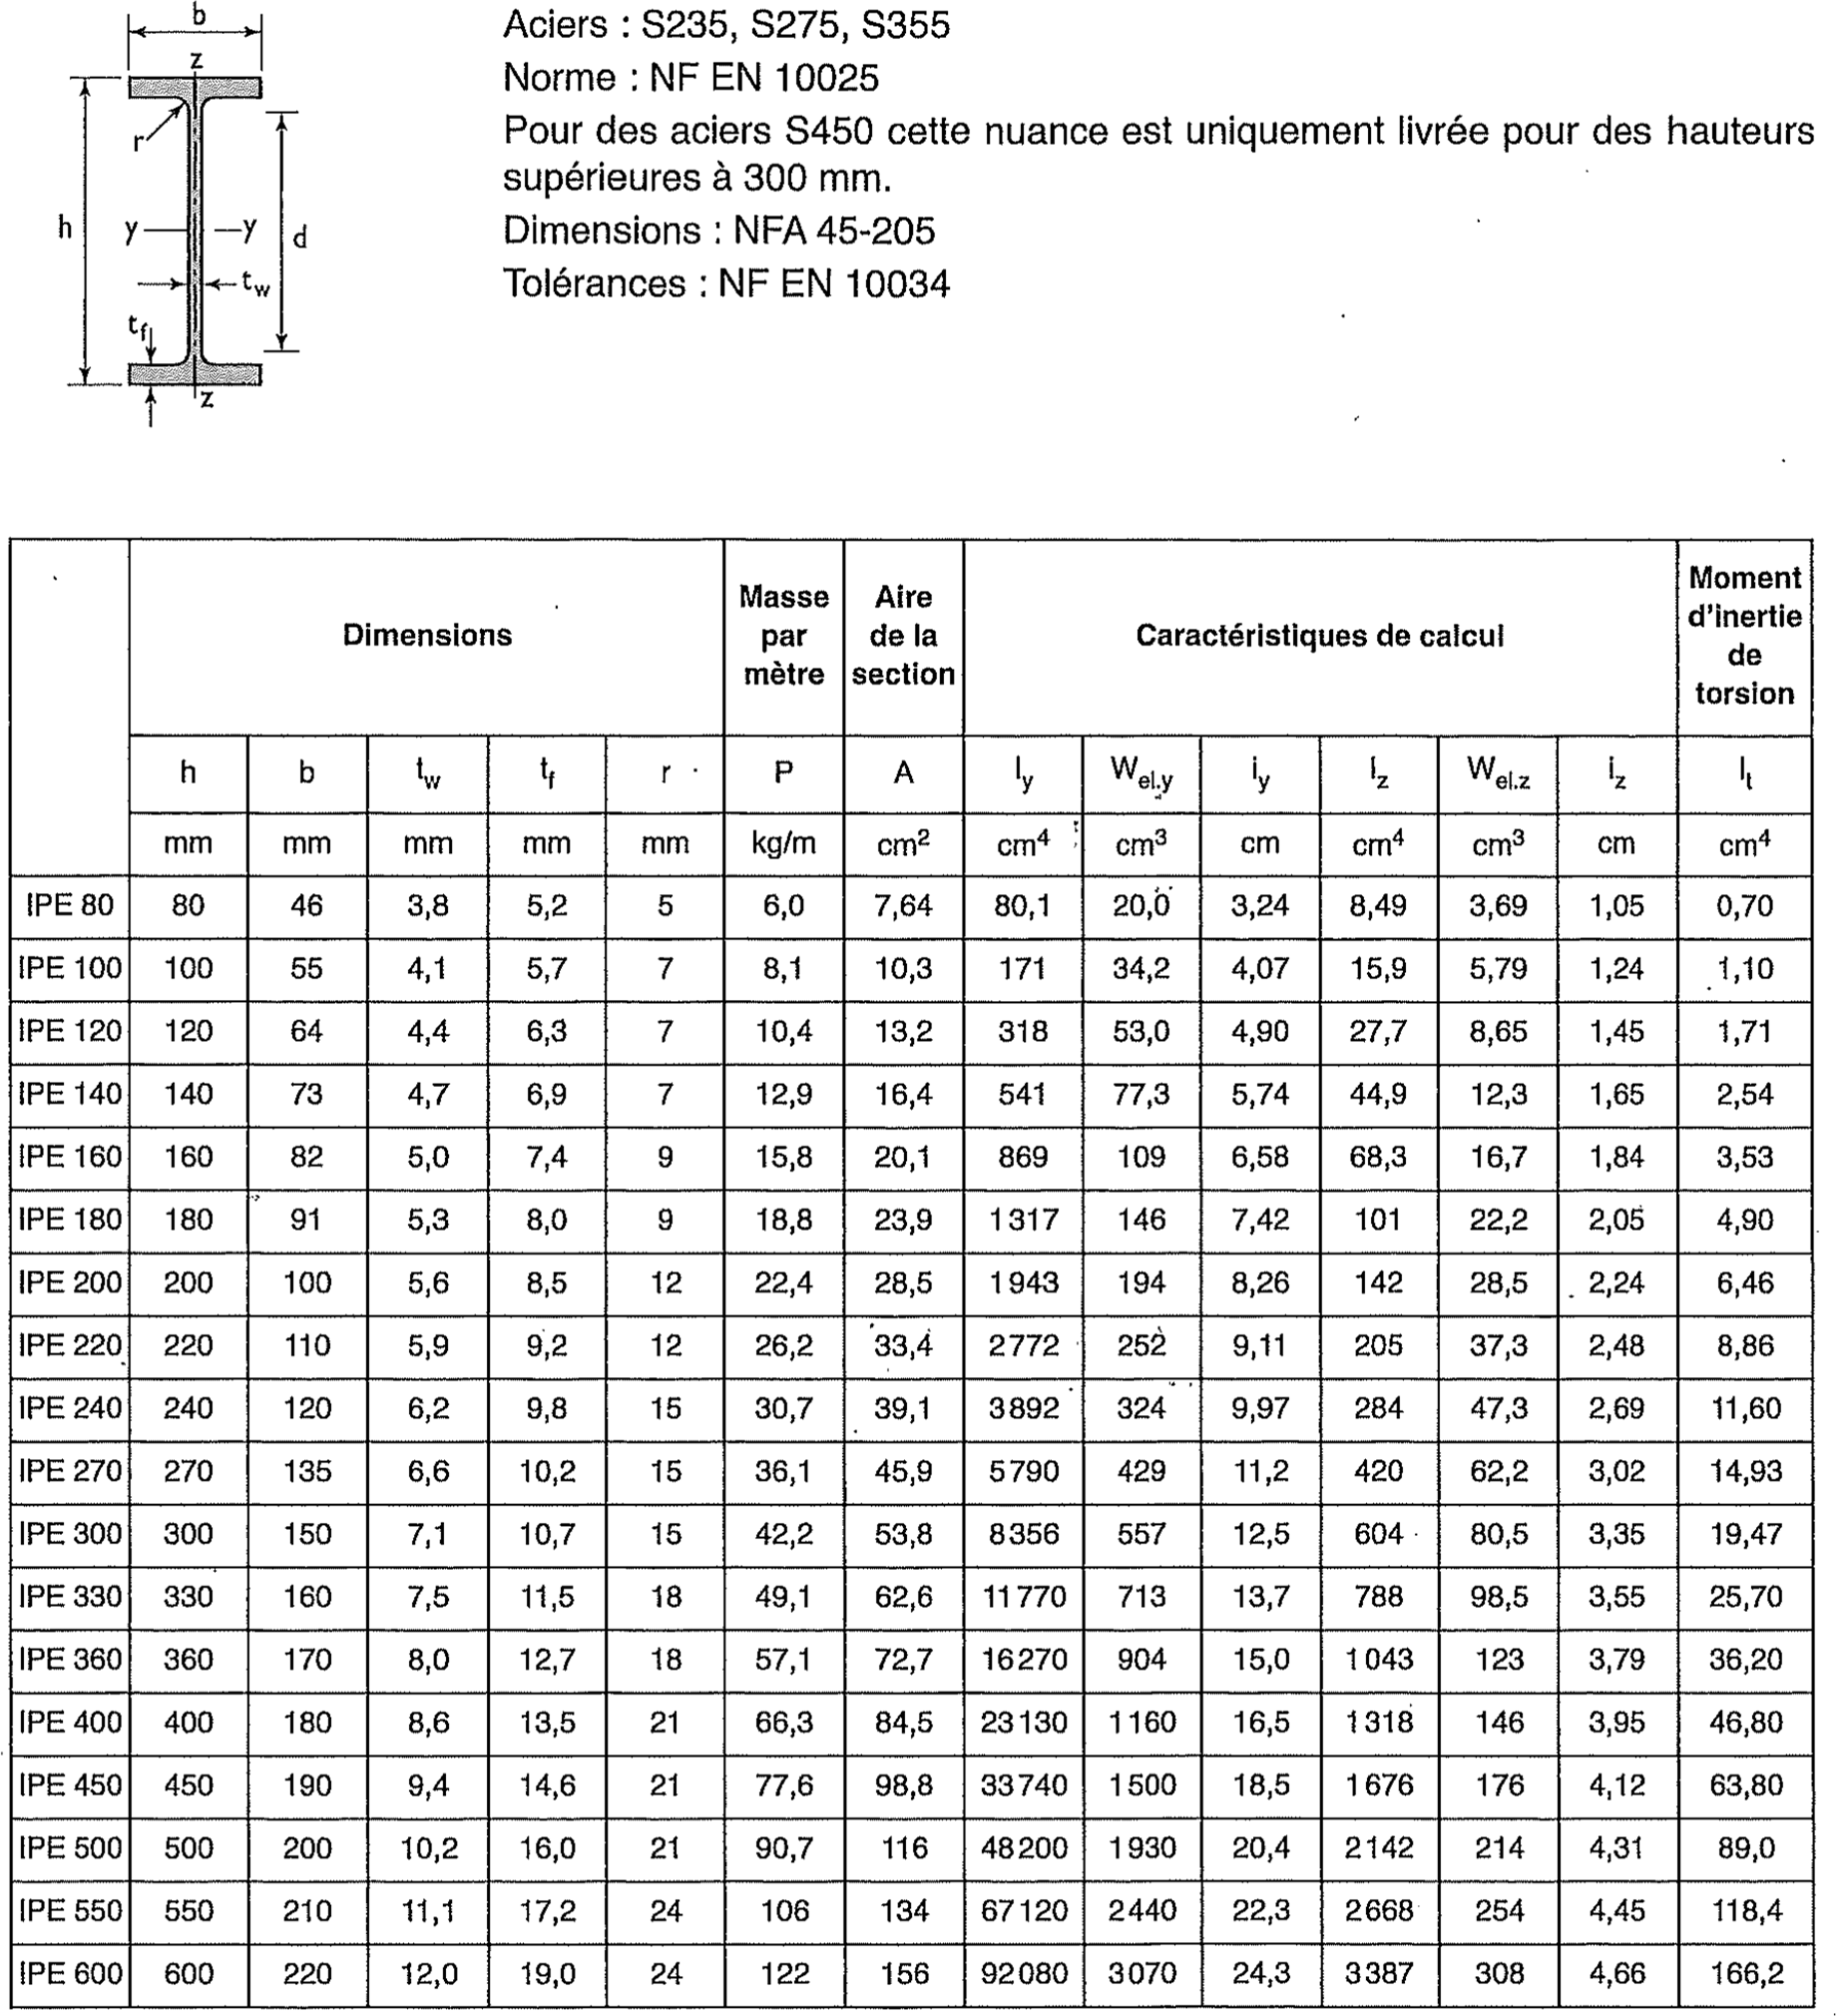 b
z
r
h
y
y
d
tw
tf
z
Aciers : S235, S275, S355
Norme : NF EN 10025
Pour des aciers S450 cette nuance est uniquement livrée pour des hauteurs
supérieures à 300 mm.
Dimensions : NFA 45-205
Tolérances : NF EN 10034
Dimensions
Masse par mètre
Aire de la section
Caractéristiques de calcul
Moment d'inertie de torsion
h b tw tf r P A Iy Wel.y iy Iz Wel.z iz It
mm mm mm mm mm kg/m cm² cm⁴ cm³ cm cm⁴ cm³ cm cm⁴
IPE 80 80 46 3,8 5,2 5 6,0 7,64 80,1 20,0 3,24 8,49 3,69 1,05 0,70
IPE 100 100 55 4,1 5,7 7 8,1 10,3 171 34,2 4,07 15,9 5,79 1,24 1,10
IPE 120 120 64 4,4 6,3 7 10,4 13,2 318 53,0 4,90 27,7 8,65 1,45 1,71
IPE 140 140 73 4,7 6,9 7 12,9 16,4 541 77,3 5,74 44,9 12,3 1,65 2,54
IPE 160 160 82 5,0 7,4 9 15,8 20,1 869 109 6,58 68,3 16,7 1,84 3,53
IPE 180 180 91 5,3 8,0 9 18,8 23,9 1317 146 7,42 101 22,2 2,05 4,90
IPE 200 200 100 5,6 8,5 12 22,4 28,5 1943 194 8,26 142 28,5 2,24 6,46
IPE 220 220 110 5,9 9,2 12 26,2 33,4 2772 252 9,11 205 37,3 2,48 8,86
IPE 240 240 120 6,2 9,8 15 30,7 39,1 3892 324 9,97 284 47,3 2,69 11,60
IPE 270 270 135 6,6 10,2 15 36,1 45,9 5790 429 11,2 420 62,2 3,02 14,93
IPE 300 300 150 7,1 10,7 15 42,2 53,8 8356 557 12,5 604 80,5 3,35 19,47
IPE 330 330 160 7,5 11,5 18 49,1 62,6 11770 713 13,7 788 98,5 3,55 25,70
IPE 360 360 170 8,0 12,7 18 57,1 72,7 16270 904 15,0 1043 123 3,79 36,20
IPE 400 400 180 8,6 13,5 21 66,3 84,5 23130 1160 16,5 1318 146 3,95 46,80
IPE 450 450 190 9,4 14,6 21 77,6 98,8 33740 1500 18,5 1676 176 4,12 63,80
IPE 500 500 200 10,2 16,0 21 90,7 116 48200 1930 20,4 2142 214 4,31 89,0
IPE 550 550 210 11,1 17,2 24 106 134 67120 2440 22,3 2668 254 4,45 118,4
IPE 600 600 220 12,0 19,0 24 122 156 92080 3070 24,3 3387 308 4,66 166,2